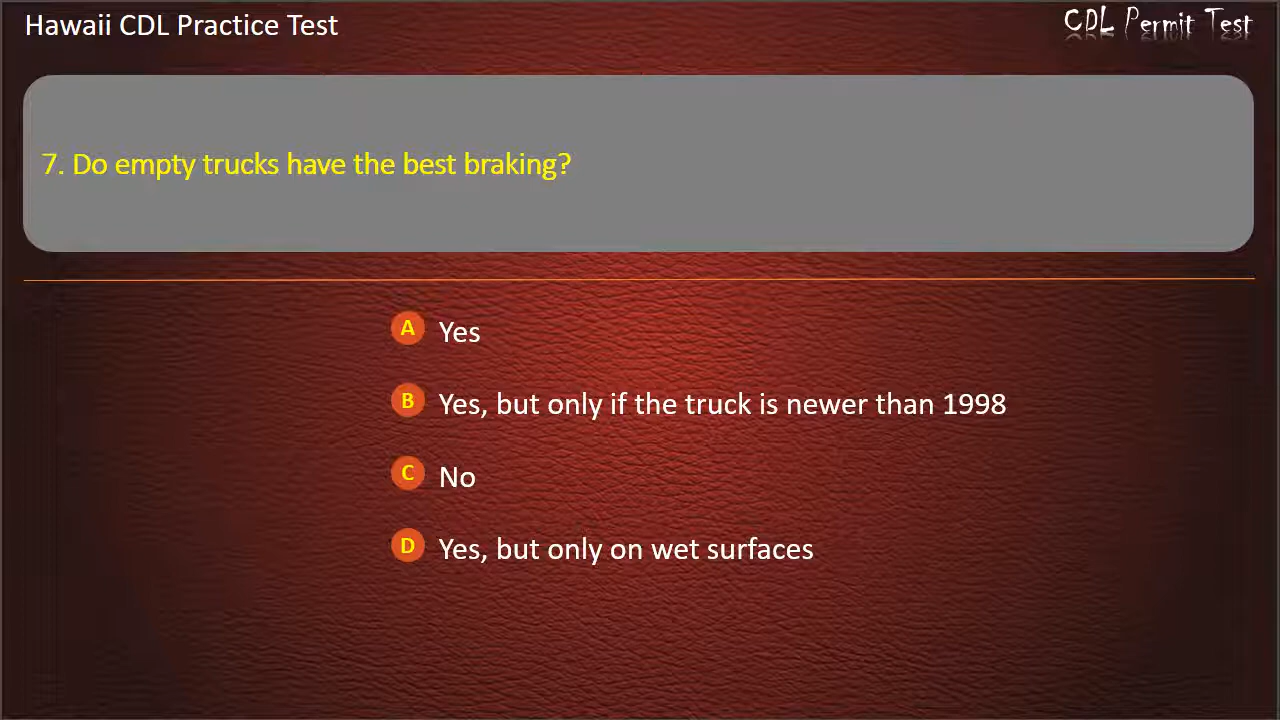 Hawaii CDL Practice Test
CDL Permit Test
7. Do empty trucks have the best braking?
A Yes
B Yes, but only if the truck is newer than 1998
C No
D Yes, but only on wet surfaces